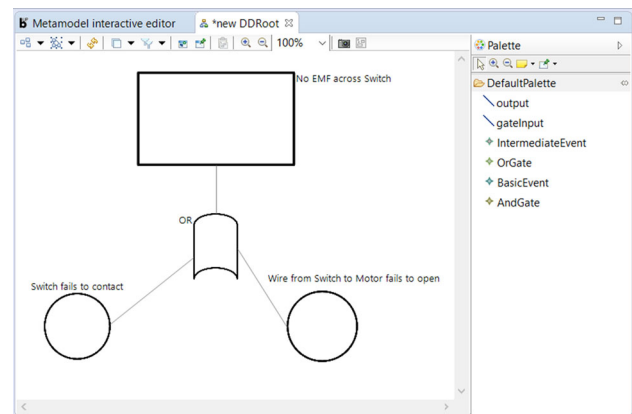 Metamodel interactive editor
*new DDRoot
100%
Palette
No EMF across Switch
OR
Switch fails to contact
Wire from Switch to Motor fails to open
DefaultPalette
output
gateInput
IntermediateEvent
OrGate
BasicEvent
AndGate